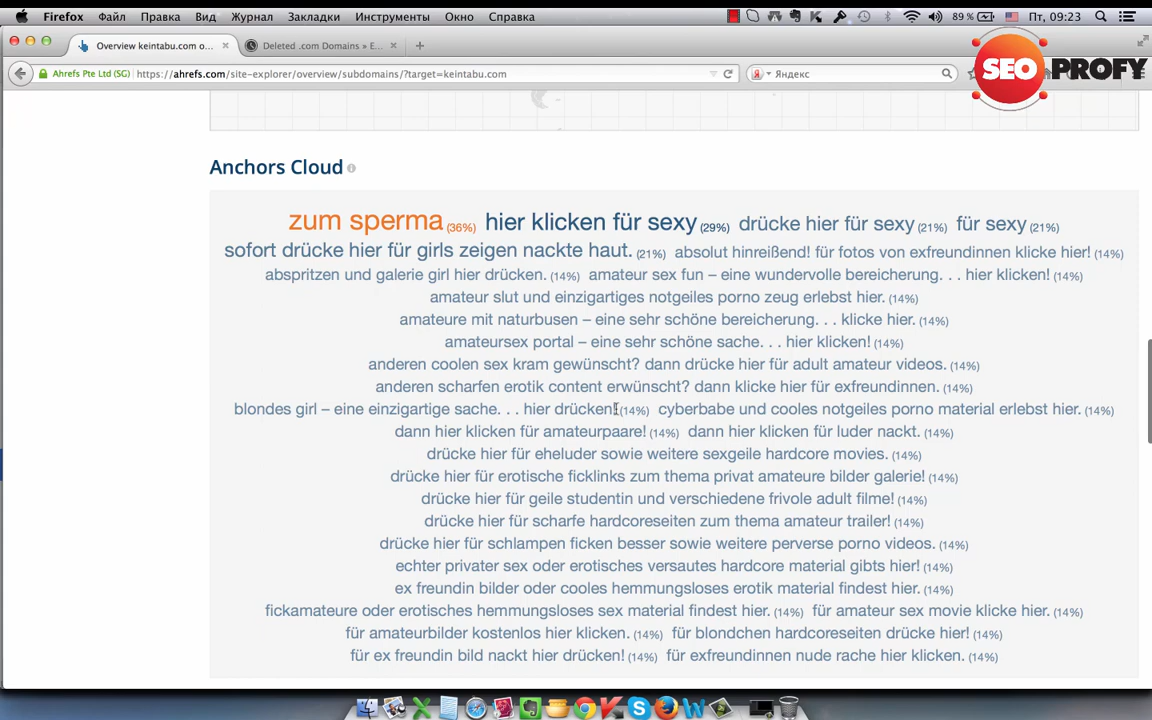 Firefox Файл Правка Вид Журнал Закладки Инструменты Окно Справка 89 % Пт, 09:23
Overview keintabu.com o... Deleted .com Domains » E...
SEO PROFY
Ahrefs Pte Ltd (SG) https://ahrefs.com/site-explorer/overview/subdomains/?target=keintabu.com Яндекс
Anchors Cloud
zum sperma (36%) hier klicken für sexy (29%) drücke hier für sexy (21%) für sexy (21%)
sofort drücke hier für girls zeigen nackte haut. (21%) absolut hinreißend! für fotos von exfreundinnen klicke hier! (14%)
abspritzen und galerie girl hier drücken. (14%) amateur sex fun – eine wundervolle bereicherung. . . hier klicken! (14%)
amateur slut und einzigartiges notgeiles porno zeug erlebst hier. (14%)
amateure mit naturbusen – eine sehr schöne bereicherung. . . klicke hier. (14%)
amateursex portal – eine sehr schöne sache. . . hier klicken! (14%)
anderen coolen sex kram gewünscht? dann drücke hier für adult amateur videos. (14%)
anderen scharfen erotik content erwünscht? dann klicke hier für exfreundinnen. (14%)
blondes girl – eine einzigartige sache. . . hier drücken! (14%) cyberbabe und cooles notgeiles porno material erlebst hier. (14%)
dann hier klicken für amateurpaare! (14%) dann hier klicken für luder nackt. (14%)
drücke hier für eheluder sowie weitere sexgeile hardcore movies. (14%)
drücke hier für erotische ficklinks zum thema privat amateure bilder galerie! (14%)
drücke hier für geile studentin und verschiedene frivole adult filme! (14%)
drücke hier für scharfe hardcoreseiten zum thema amateur trailer! (14%)
drücke hier für schlampen ficken besser sowie weitere perverse porno videos. (14%)
echter privater sex oder erotisches versautes hardcore material gibts hier! (14%)
ex freundin bilder oder cooles hemmungsloses erotik material findest hier. (14%)
fickamateure oder erotisches hemmungsloses sex material findest hier. (14%) für amateur sex movie klicke hier. (14%)
für amateurbilder kostenlos hier klicken. (14%) für blondchen hardcoreseiten drücke hier! (14%)
für ex freundin bild nackt hier drücken! (14%) für exfreundinnen nude rache hier klicken. (14%)